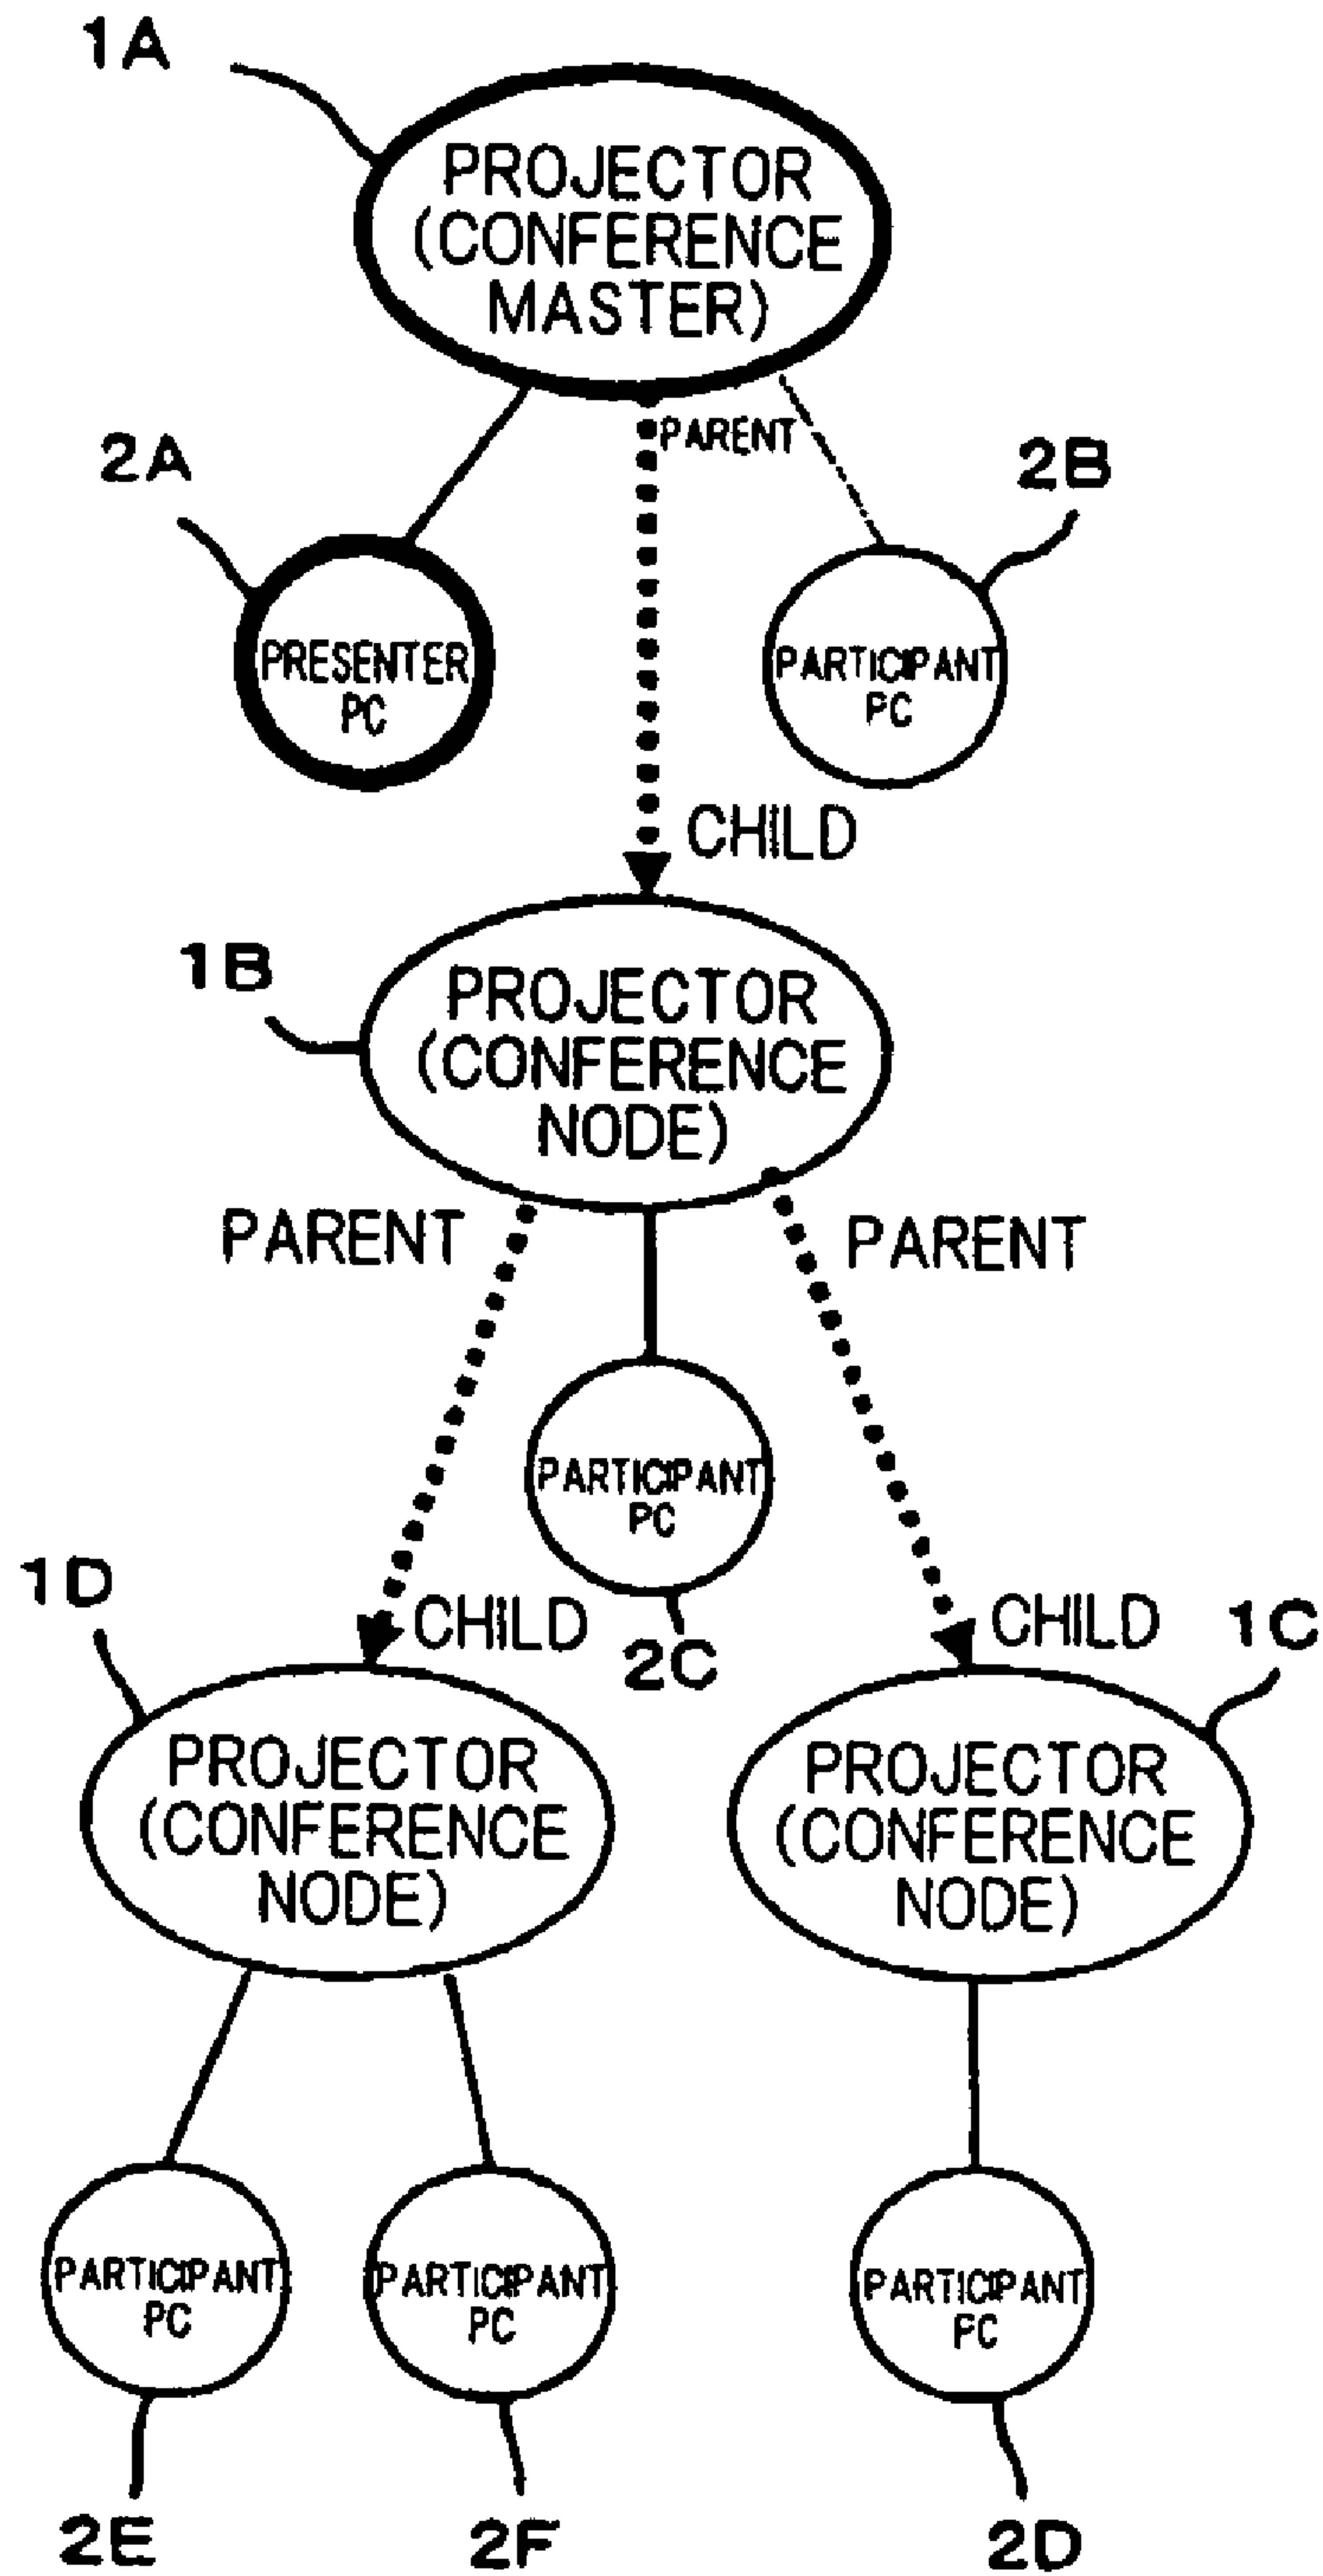 1A
PROJECTOR
(CONFERENCE
MASTER)
PARENT
2A
2B
PRESENTER
PC
PARTICIPANT
PC
CHILD
1B
PROJECTOR
(CONFERENCE
NODE)
PARENT
PARENT
PARTICIPANT
PC
1D
CHILD
2C
CHILD
1C
PROJECTOR
(CONFERENCE
NODE)
PROJECTOR
(CONFERENCE
NODE)
PARTICIPANT
PC
PARTICIPANT
PC
PARTICIPANT
PC
2E
2F
2D